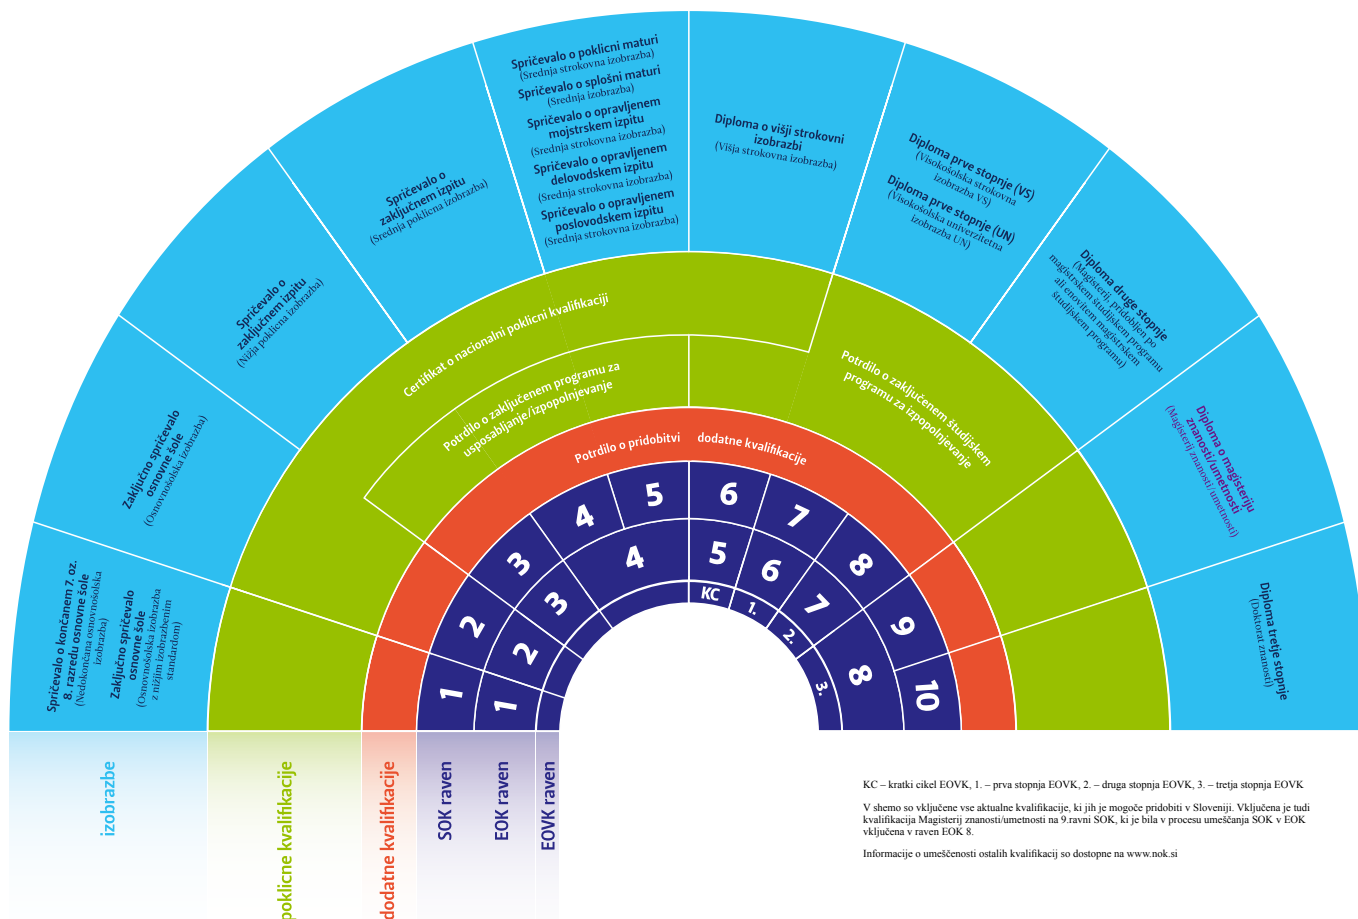 Spričevalo o končanem 7. oz.
8. razredu osnovne šole
(Nedokončana osnovnošolska
izobrazba)
Zaključno spričevalo
osnovne šole
(Osnovnošolska izobrazba
z nižjim izobrazbenim
standardom)
Zaključno spričevalo
osnovne šole
(Osnovnošolska izobrazba)
Spričevalo o
zaključnem izpitu
(Nižja poklicna izobrazba)
Spričevalo o
zaključnem izpitu
(Srednja poklicna izobrazba)
Spričevalo o poklicni maturi
(Srednja strokovna izobrazba)
Spričevalo o splošni maturi
(Srednja izobrazba)
Spričevalo o opravljenem
mojstrskem izpitu
(Srednja strokovna izobrazba)
Spričevalo o opravljenem
delovodskem izpitu
(Srednja strokovna izobrazba)
Spričevalo o opravljenem
poslovodskem izpitu
(Srednja strokovna izobrazba)
Diploma o višji strokovni
izobrazbi
(Višja strokovna izobrazba)
Diploma prve stopnje (VS)
(Visokošolska strokovna
izobrazba VS)
Diploma prve stopnje (UN)
(Visokošolska univerzitetna
izobrazba UN)
Diploma druge stopnje
(Magisterij, pridobljen po
magistrskem študijskem programu
ali enovitem magistrskem
študijskem programu)
Diploma o magisteriju
znanosti/umetnosti
(Magisterij znanosti/umetnosti)
Diploma tretje stopnje
(Doktorat znanosti)
Certifikat o nacionalni poklicni kvalifikaciji
Potrdilo o zaključenem programu za
usposabljanje/izpopolnjevanje
Potrdilo o zaključenem študijskem
programu za izpopolnjevanje
Potrdilo o pridobitvi dodatne kvalifikacije
1
2
3
4
5
6
7
8
9
10
1
2
3
4
5
6
7
8
KC
1.
2.
3.
izobrazbe
poklicne kvalifikacije
dodatne kvalifikacije
SOK raven
EOK raven
EOVK raven
KC – kratki cikel EOVK, 1. – prva stopnja EOVK, 2. – druga stopnja EOVK, 3. – tretja stopnja EOVK
V shemo so vključene vse aktualne kvalifikacije, ki jih je mogoče pridobiti v Sloveniji. Vključena je tudi
kvalifikacija Magisterij znanosti/umetnosti na 9.ravni SOK, ki je bila v procesu umeščanja SOK v EOK
vključena v raven EOK 8.
Informacije o umeščenosti ostalih kvalifikacij so dostopne na www.nok.si